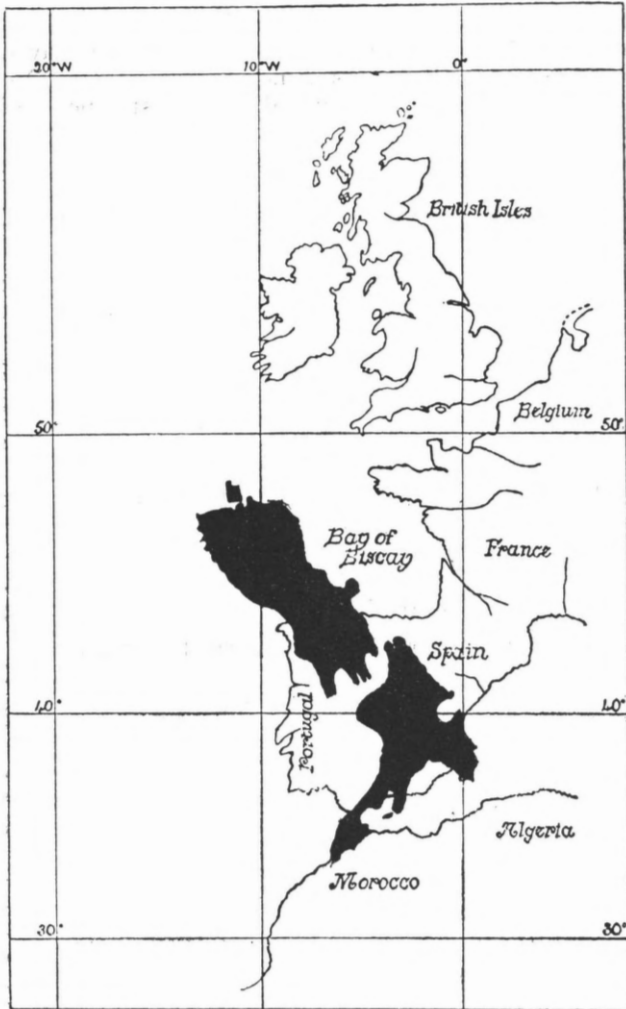 20°W 10°W 0°
British Isles
Belgium
50° 50°
Bay of
Biscay
France
Spain
40° 40°
Portugal
Algeria
Morocco
30° 30°